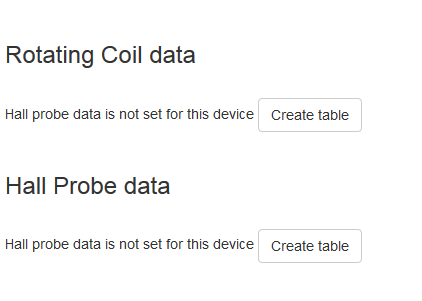 Rotating Coil data
Hall probe data is not set for this device Create table
Hall Probe data
Hall probe data is not set for this device Create table